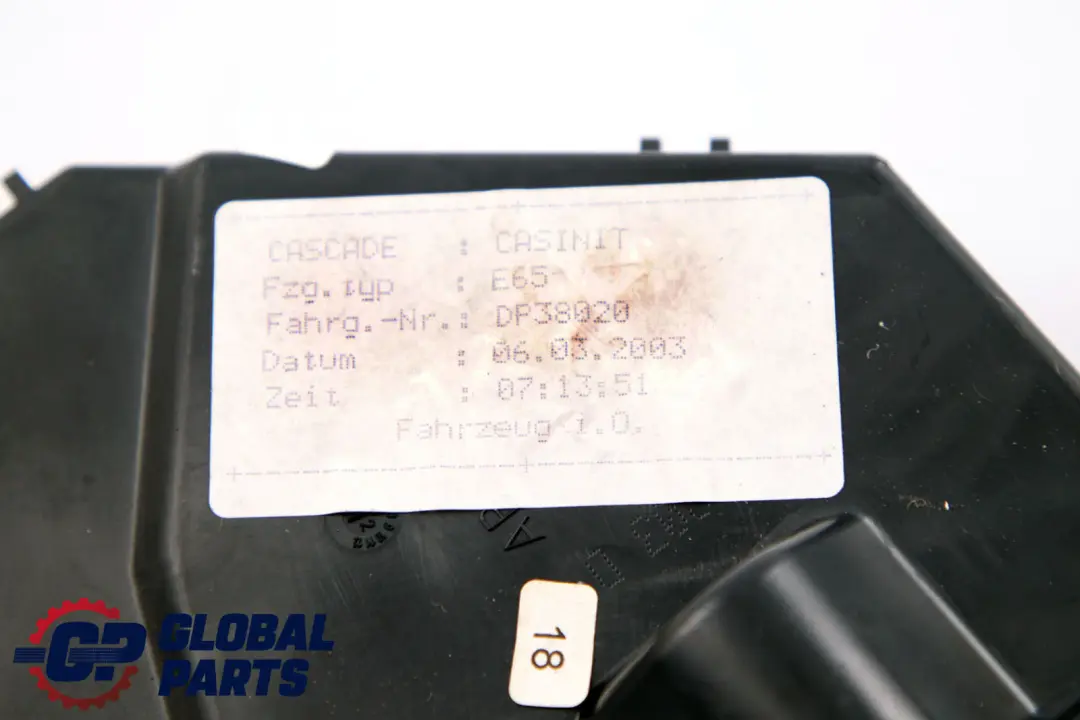 CASCADE : CASINIT
Fzg.typ : E65
Fahrg.-Nr.: DP38020
Datum : 06.03.2003
Zeit : 07:13:51
Fahrzeug i.O.
18
GP GLOBAL
PARTS